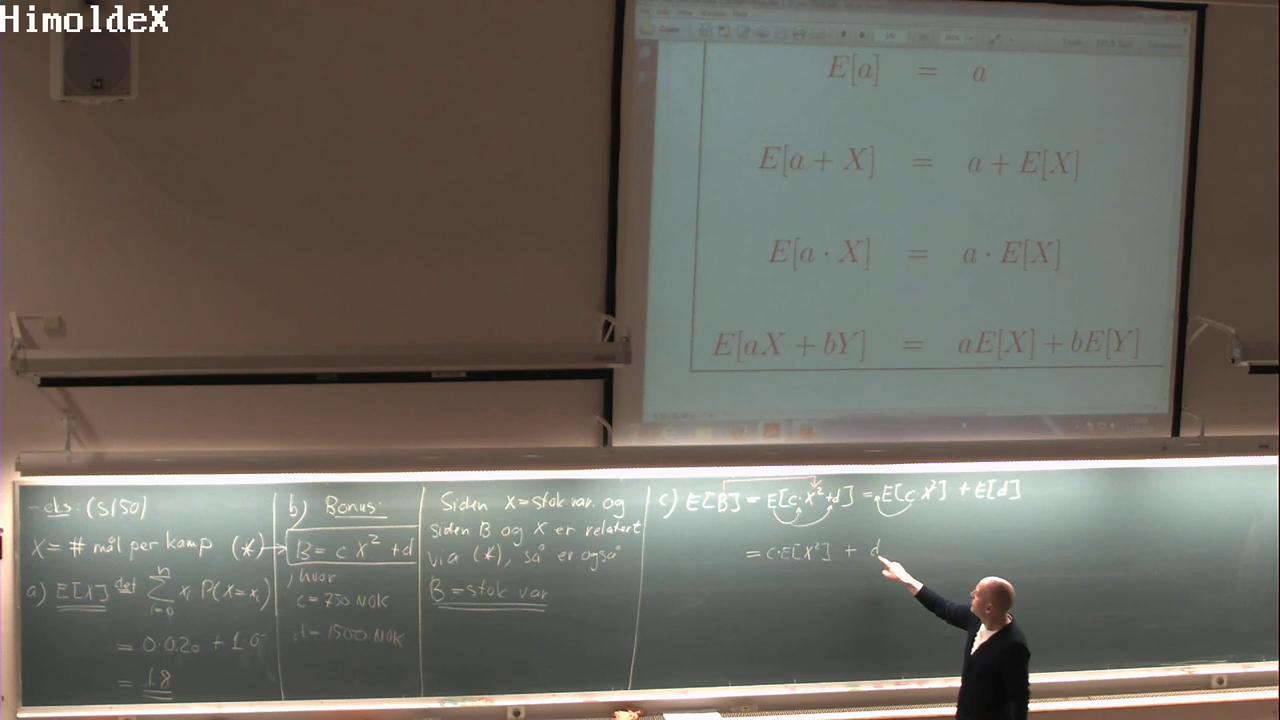 HimoldeX
E[a] = a
E[a + X] = a + E[X]
E[a · X] = a · E[X]
E[aX + bY] = aE[X] + bE[Y]
- eks: (s150)
X = # mål per kamp (*)
a) E[X] def = Σ n i=0 xᵢ P(X=xᵢ)
= 0·0.20 + 1·0
= 1.8
b) Bonus:
B = c X² + d
, hvor
c = 750 NOK
d = 1500 NOK
Siden X = stok var. og
siden B og X er relatert
via (*), så er også
B = stok var
c) E[B] = E[c·X² + d] = E[c X²] + E[d]
= c·E[X²] + d